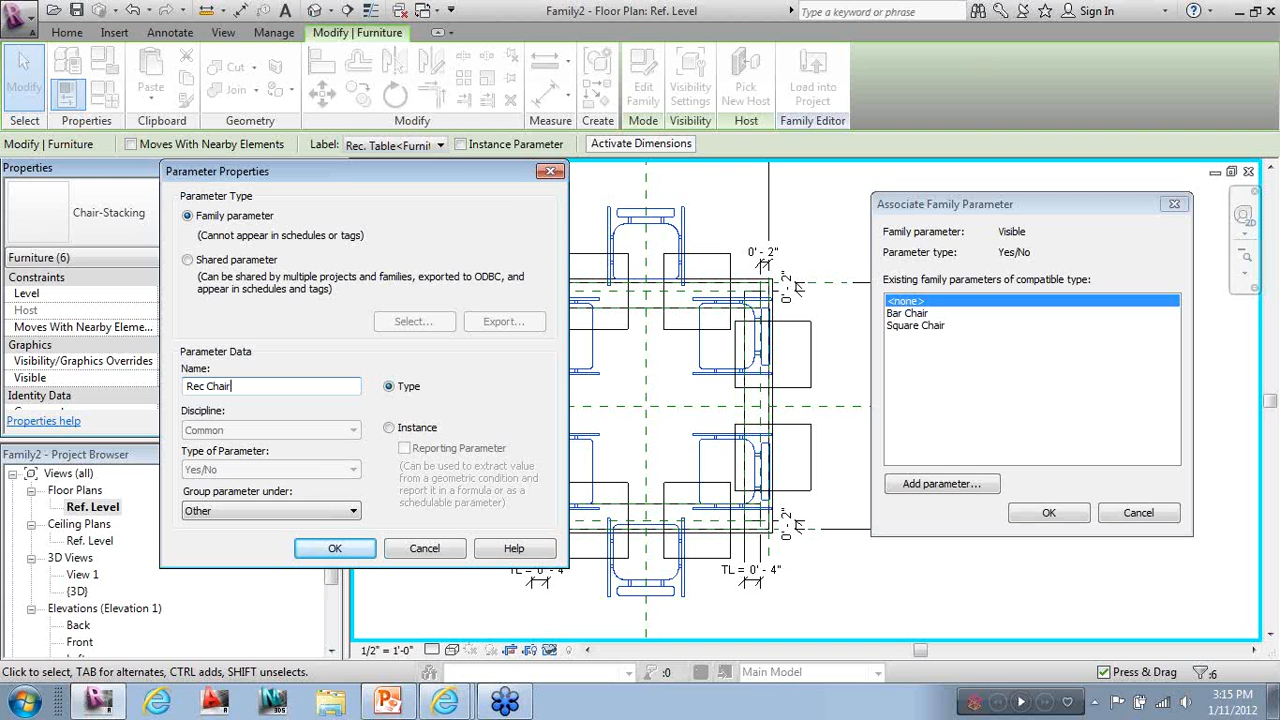 Family2 - Floor Plan: Ref. Level
Type a keyword or phrase
Sign In
Home
Insert
Annotate
View
Manage
Modify | Furniture
Modify
Paste
Cut
Join
Edit
Family
Visibility
Settings
Pick
New Host
Load into
Project
Select
Properties
Clipboard
Geometry
Modify
Measure
Create
Mode
Visibility
Host
Family Editor
Modify | Furniture
Moves With Nearby Elements
Label:
Rec. Table<Furnit
Instance Parameter
Activate Dimensions
Properties
Chair-Stacking
Furniture (6)
Constraints
Level
Host
Moves With Nearby Eleme...
Graphics
Visibility/Graphics Overrides
Visible
Identity Data
Properties help
Family2 - Project Browser
Views (all)
Floor Plans
Ref. Level
Ceiling Plans
Ref. Level
3D Views
View 1
{3D}
Elevations (Elevation 1)
Back
Front
Parameter Properties
Parameter Type
Family parameter
(Cannot appear in schedules or tags)
Shared parameter
(Can be shared by multiple projects and families, exported to ODBC, and
appear in schedules and tags)
Select...
Export...
Parameter Data
Name:
Rec Chair
Type
Discipline:
Common
Instance
Reporting Parameter
Type of Parameter:
Yes/No
(Can be used to extract value
from a geometric condition and
report it in a formula or as a
schedulable parameter)
Group parameter under:
Other
OK
Cancel
Help
0' - 2"
0' - 2"
0' - 2"
TL = 0' - 4"
TL = 0' - 4"
Associate Family Parameter
Family parameter:
Visible
Parameter type:
Yes/No
Existing family parameters of compatible type:
<none>
Bar Chair
Square Chair
Add parameter...
OK
Cancel
2D
1/2" = 1'-0"
Click to select, TAB for alternates, CTRL adds, SHIFT unselects.
:0
Main Model
Press & Drag
:6
3:15 PM
1/11/2012